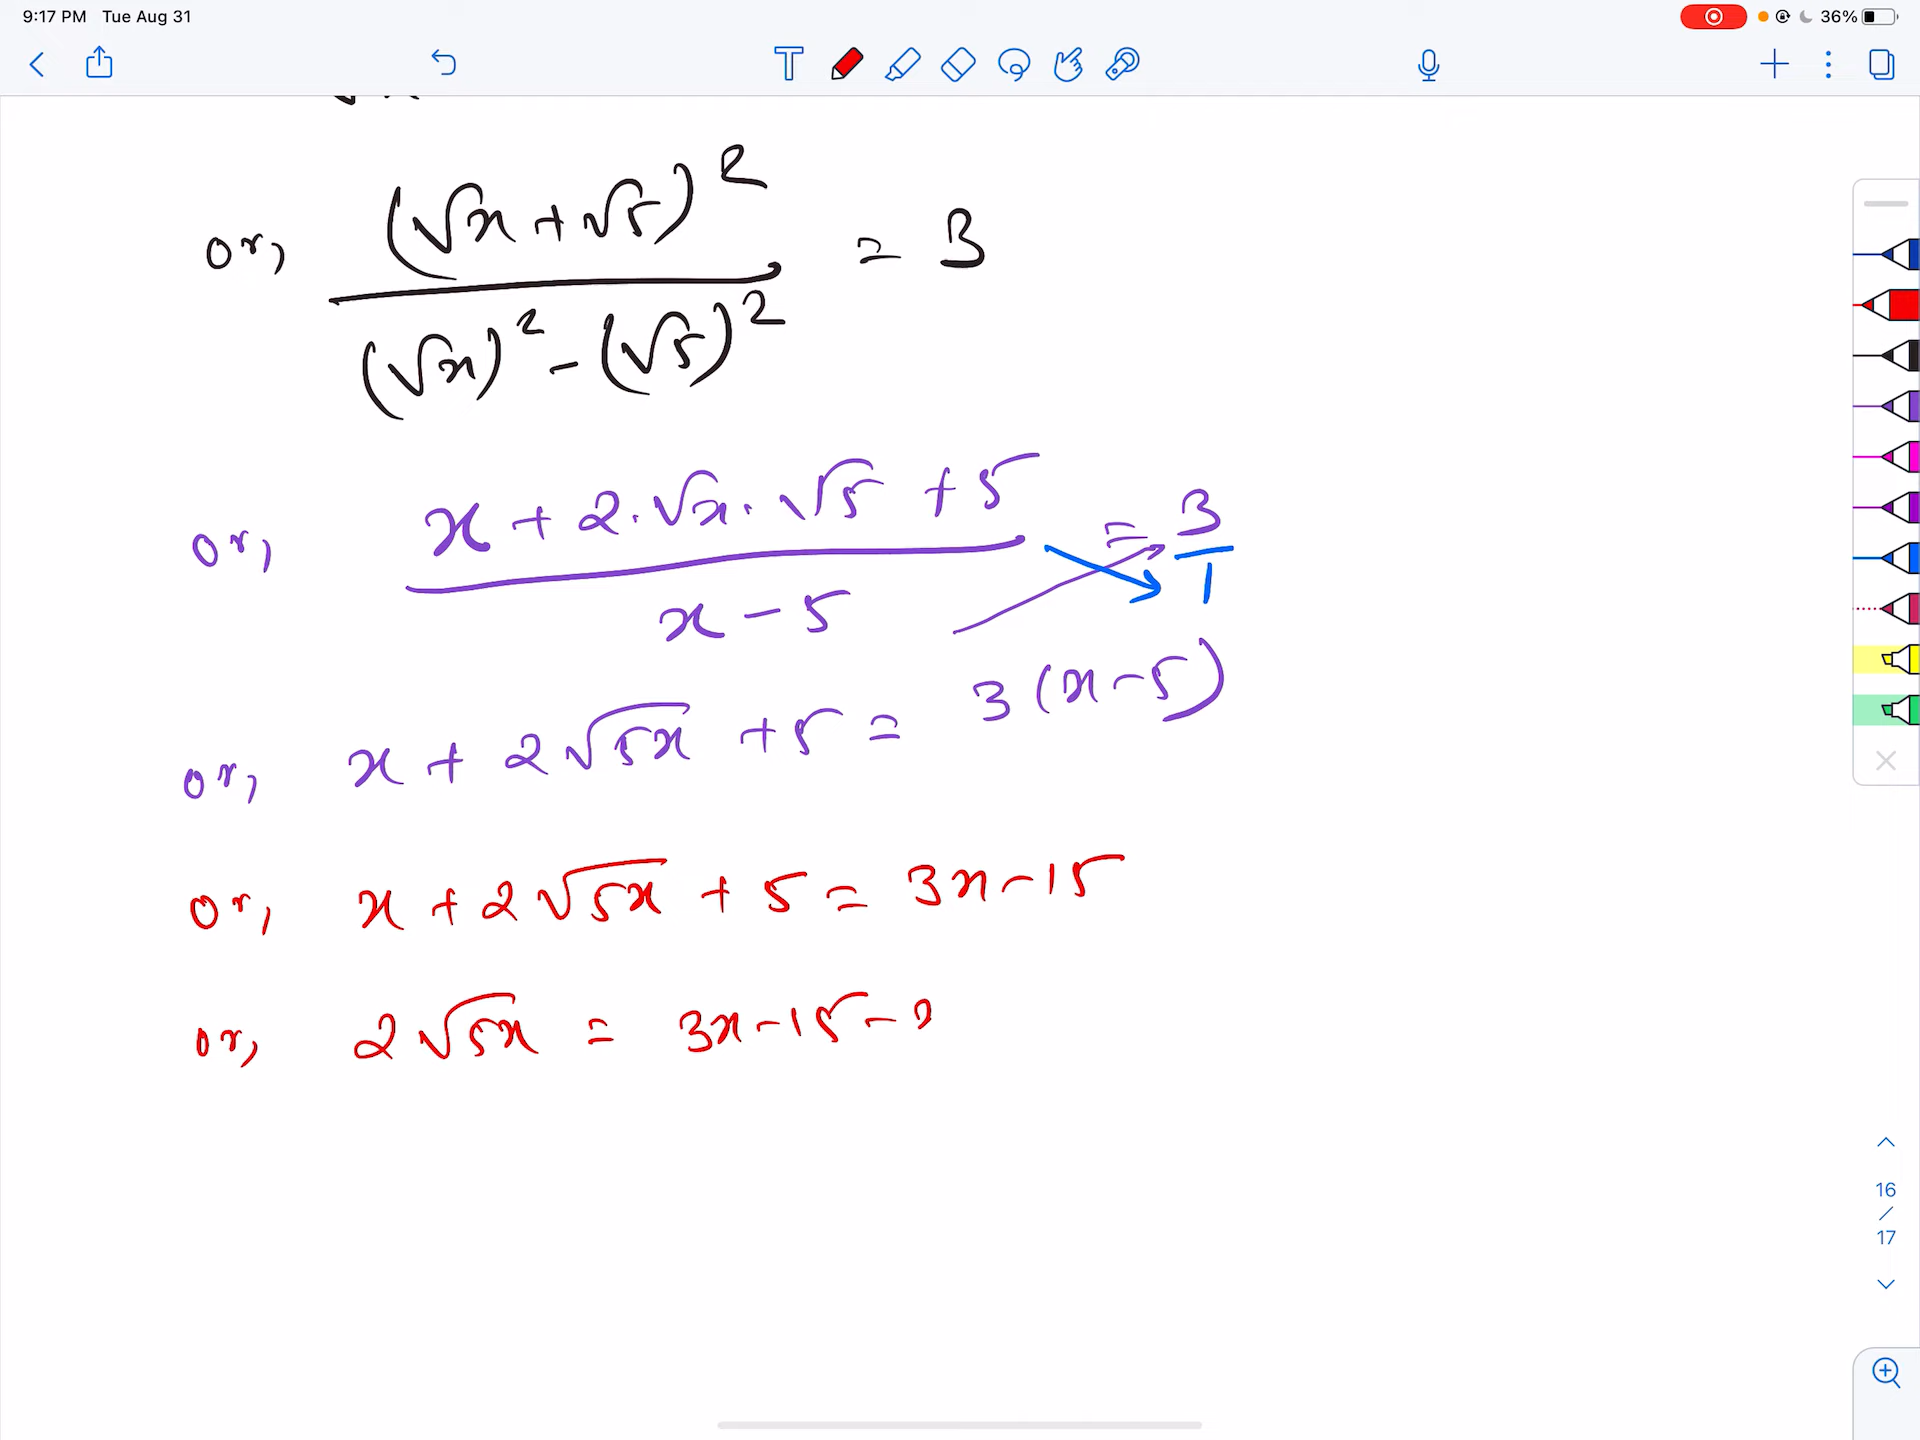 9:17 PM Tue Aug 31
36%
or, (√x + √5)² / (√x)² - (√5)² = 3
or, x + 2·√x·√5 + 5 / x - 5 = 3 / 1
or, x + 2√5x + 5 = 3(x - 5)
or, x + 2√5x + 5 = 3x - 15
or, 2√5x = 3x - 15 -
16
/
17